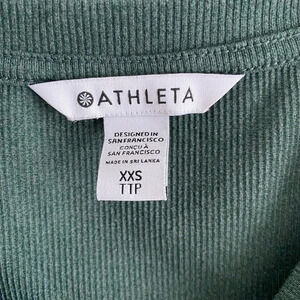 ATHLETA
DESIGNED IN
SAN FRANCISCO
CONÇU À
SAN FRANCISCO
MADE IN SRI LANKA
XXS
TTP